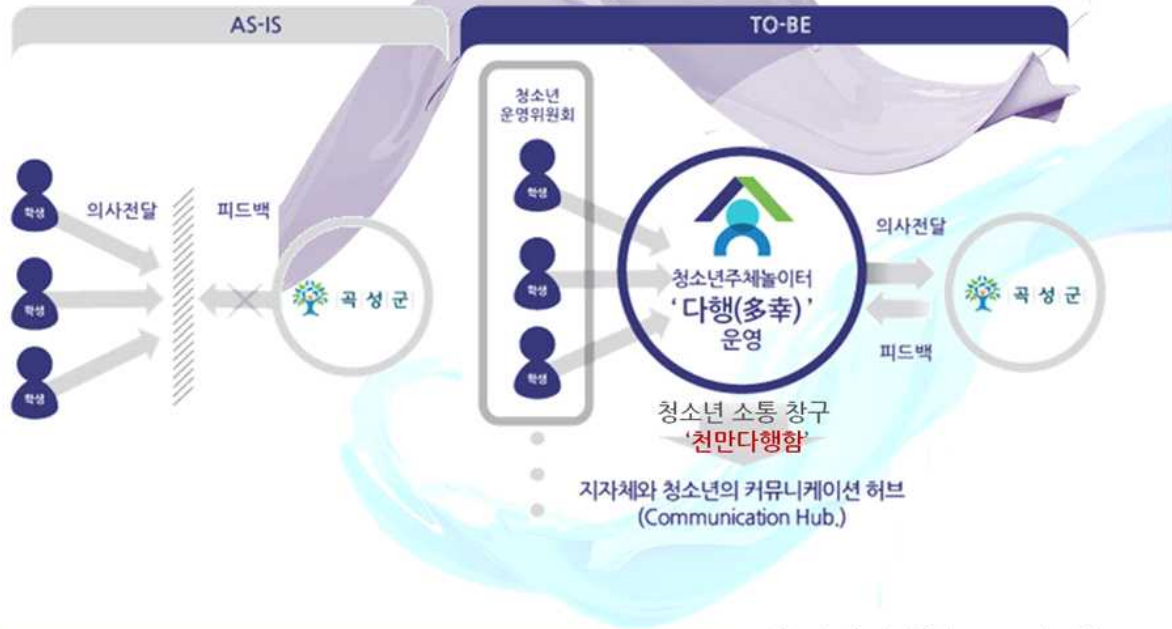 AS-IS
TO-BE
학생
학생
학생
의사전달
피드백
곡성군
청소년
운영위원회
학생
학생
학생
청소년주체놀이터
‘다행(多幸)’
운영
의사전달
피드백
곡성군
청소년 소통 창구
‘천만다행함’
지자체와 청소년의 커뮤니케이션 허브
(Communication Hub.)